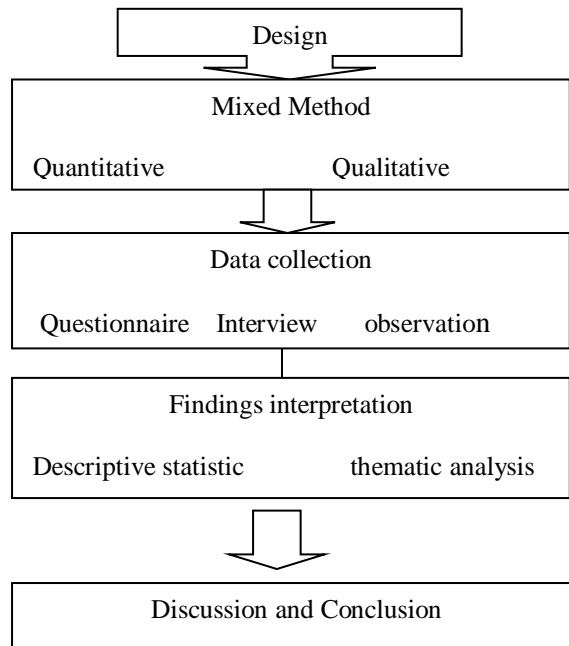 Design
Mixed Method
Quantitative Qualitative
Data collection
Questionnaire Interview observation
Findings interpretation
Descriptive statistic thematic analysis
Discussion and Conclusion